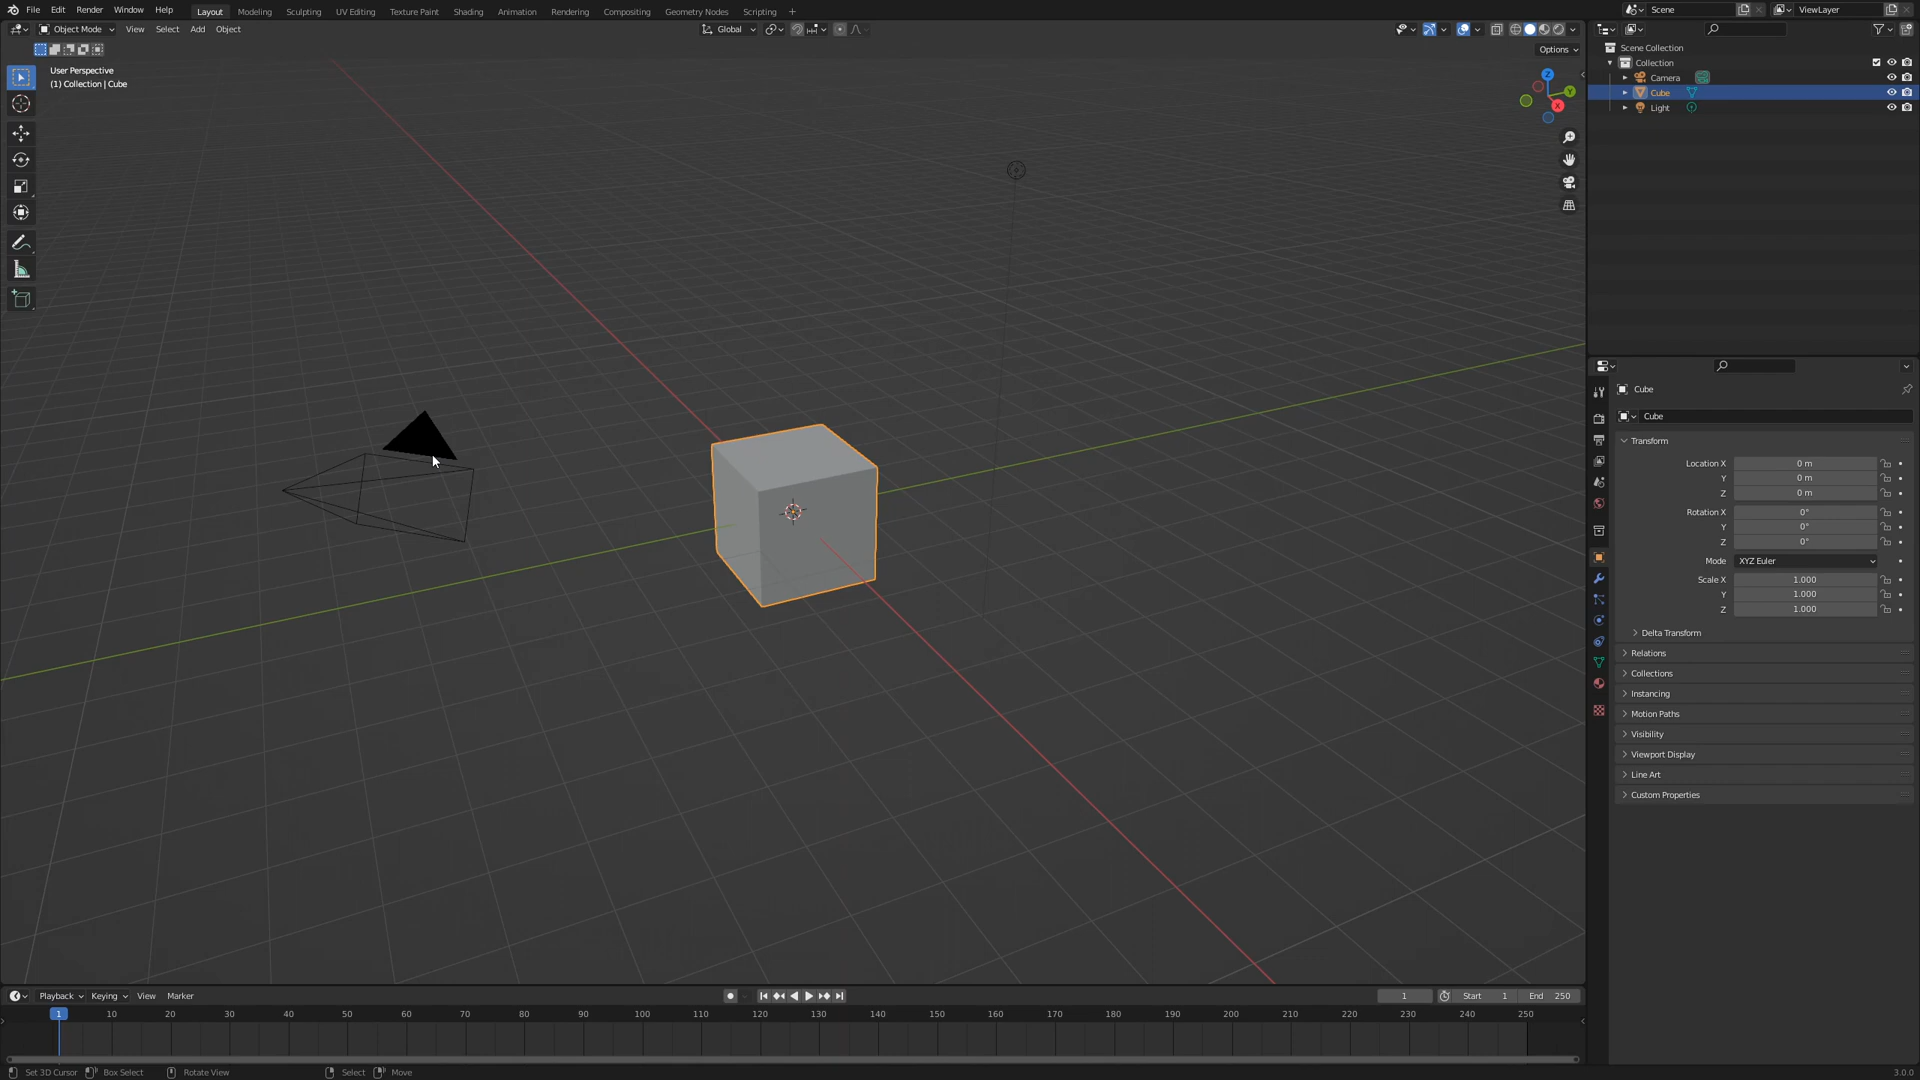 File Edit Render Window Help Layout Modeling Sculpting UV Editing Texture Paint Shading Animation Rendering Compositing Geometry Nodes Scripting + Scene ViewLayer
Object Mode View Select Add Object Global
Options
User Perspective
(1) Collection | Cube
Z
Y
X
Scene Collection
Collection
Camera
Cube
Light
Cube
Cube
Transform
Location X 0 m
Y 0 m
Z 0 m
Rotation X 0°
Y 0°
Z 0°
Mode XYZ Euler
Scale X 1.000
Y 1.000
Z 1.000
Delta Transform
Relations
Collections
Instancing
Motion Paths
Visibility
Viewport Display
Line Art
Custom Properties
Playback Keying View Marker 1 Start 1 End 250
1 10 20 30 40 50 60 70 80 90 100 110 120 130 140 150 160 170 180 190 200 210 220 230 240 250
Set 3D Cursor Box Select Rotate View Select Move 3.0.0